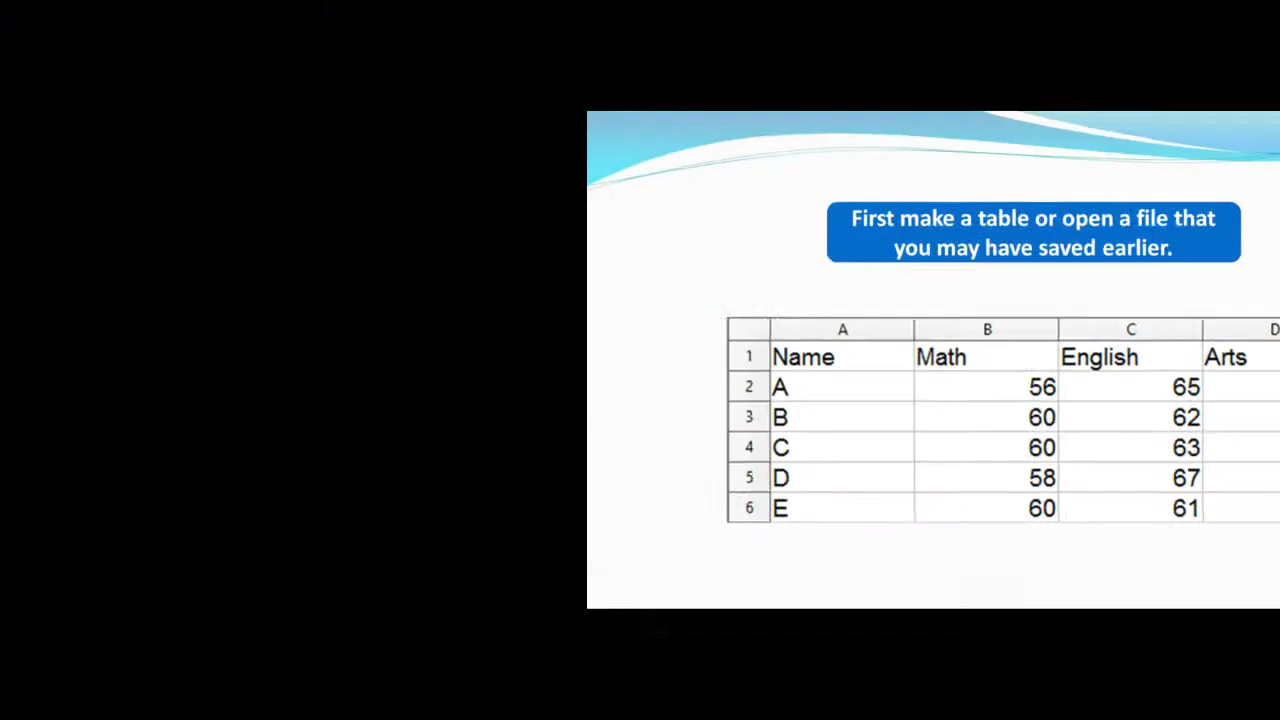 First make a table or open a file that
you may have saved earlier.
A B C D
1 Name Math English Arts
2 A 56 65
3 B 60 62
4 C 60 63
5 D 58 67
6 E 60 61